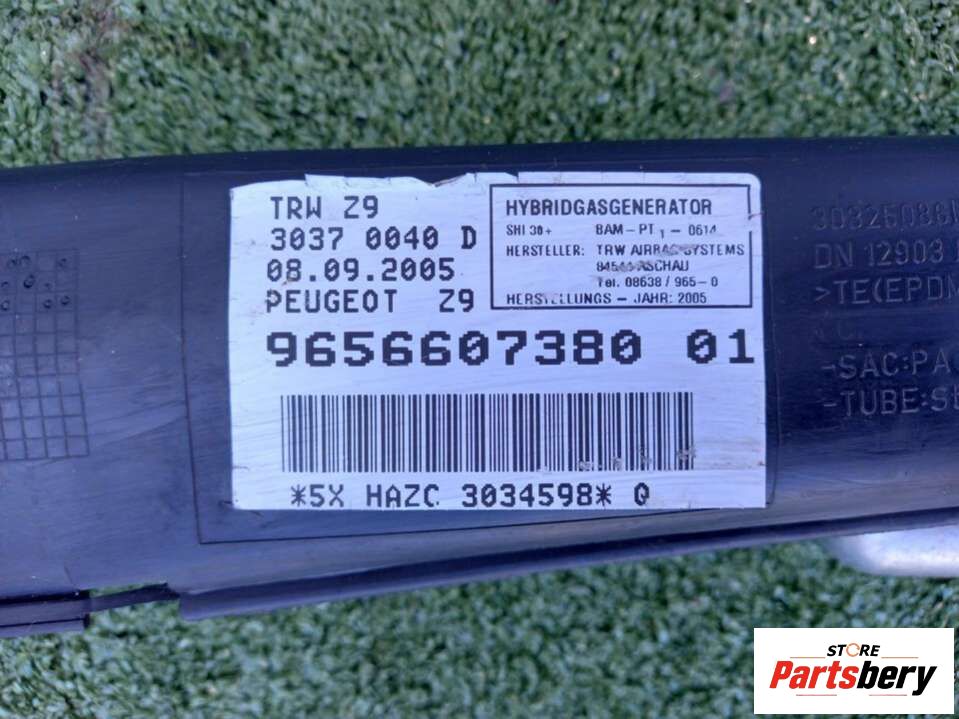 TRW Z9
3037 0040 D
08.09.2005
PEUGEOT Z9
HYBRIDGASGENERATOR
SHI 30+ BAM-PT, - 0614
HERSTELLER: TRW AIRBAG SYSTEMS
84544 ASCHAU
Tel. 08638/965-0
HERSTELLUNGS - JAHR: 2005
9656607380 01
*5X HAZC 3034598* Q
DN 12903
>TE(EPDM
-SAC:PA
-TUBE:
STORE
Partsbery